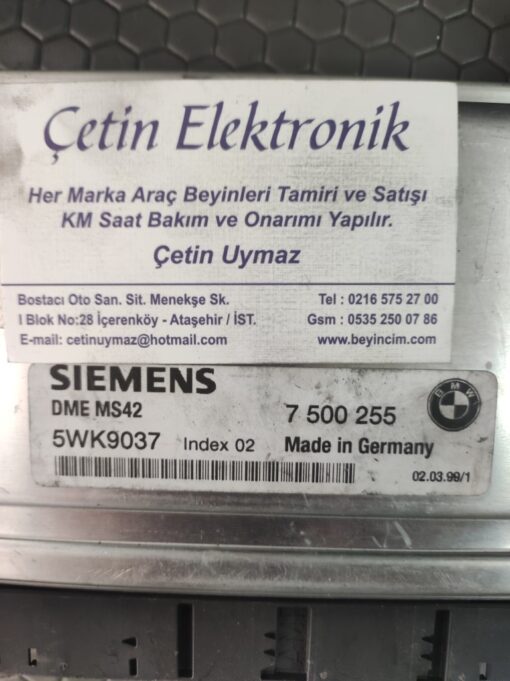 Çetin Elektronik
Her Marka Araç Beyinleri Tamiri ve Satışı
KM Saat Bakım ve Onarımı Yapılır.
Çetin Uymaz
Bostacı Oto San. Sit. Menekşe Sk.
I Blok No:28 İçerenköy - Ataşehir / İST.
E-mail: cetinuymaz@hotmail.com
Tel : 0216 575 27 00
Gsm : 0535 250 07 86
www.beyincim.com
SIEMENS
DME MS42 7 500 255
BMW
5WK9037 Index 02 Made in Germany
02.03.99/1